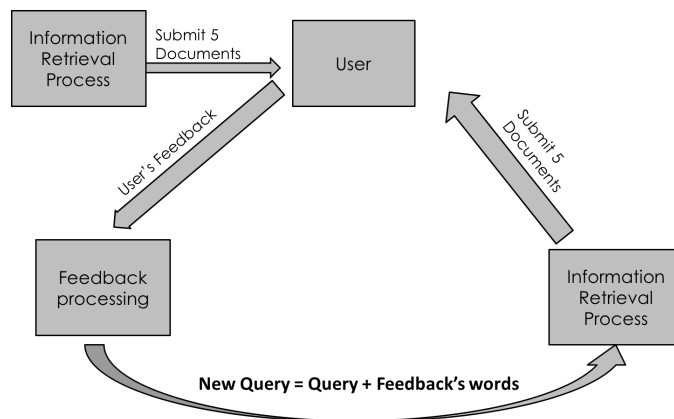 Information
Retrieval
Process
Submit 5
Documents
User
User's Feedback
Submit 5
Documents
Feedback
processing
Information
Retrieval
Process
New Query = Query + Feedback's words